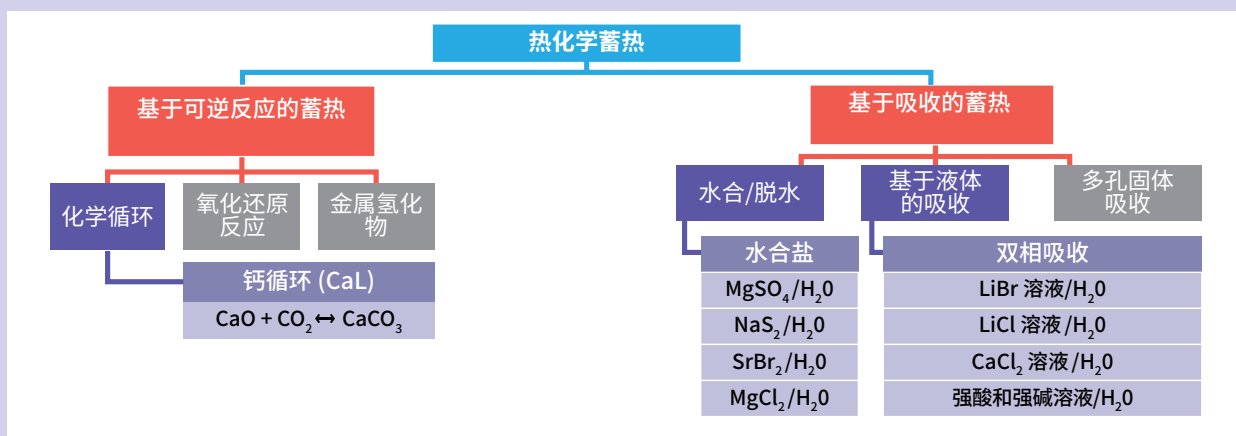 热化学蓄热
基于可逆反应的蓄热
基于吸收的蓄热
化学循环
氧化还原
反应
金属氢化
物
水合/脱水
基于液体
的吸收
多孔固体
吸收
钙循环 (CaL)
CaO + CO₂ ↔ CaCO₃
水合盐
MgSO₄/H₂0
NaS₂/H₂0
SrBr₂/H₂0
MgCl₂/H₂0
双相吸收
LiBr 溶液/H₂0
LiCl 溶液/H₂0
CaCl₂ 溶液/H₂0
强酸和强碱溶液/H₂0